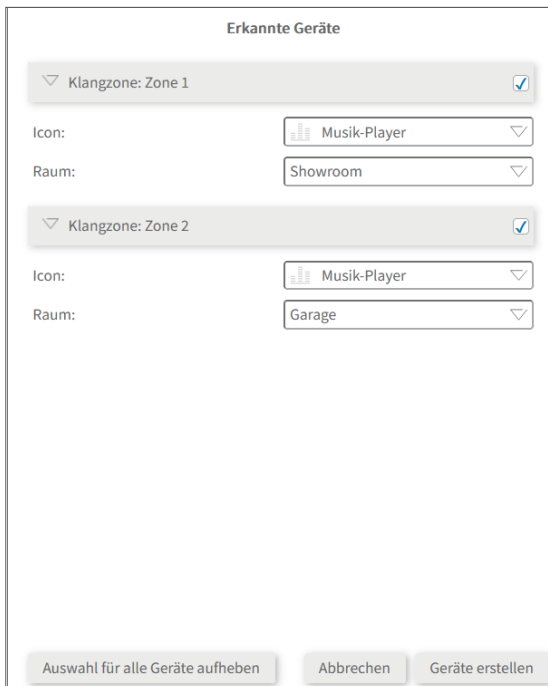 Erkannte Geräte
Klangzone: Zone 1
Icon: Musik-Player
Raum: Showroom
Klangzone: Zone 2
Icon: Musik-Player
Raum: Garage
Auswahl für alle Geräte aufheben Abbrechen Geräte erstellen